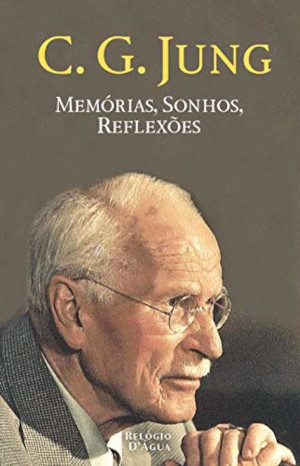 C. G. JUNG
MEMÓRIAS, SONHOS,
REFLEXÕES
RELÓGIO
D'ÁGUA